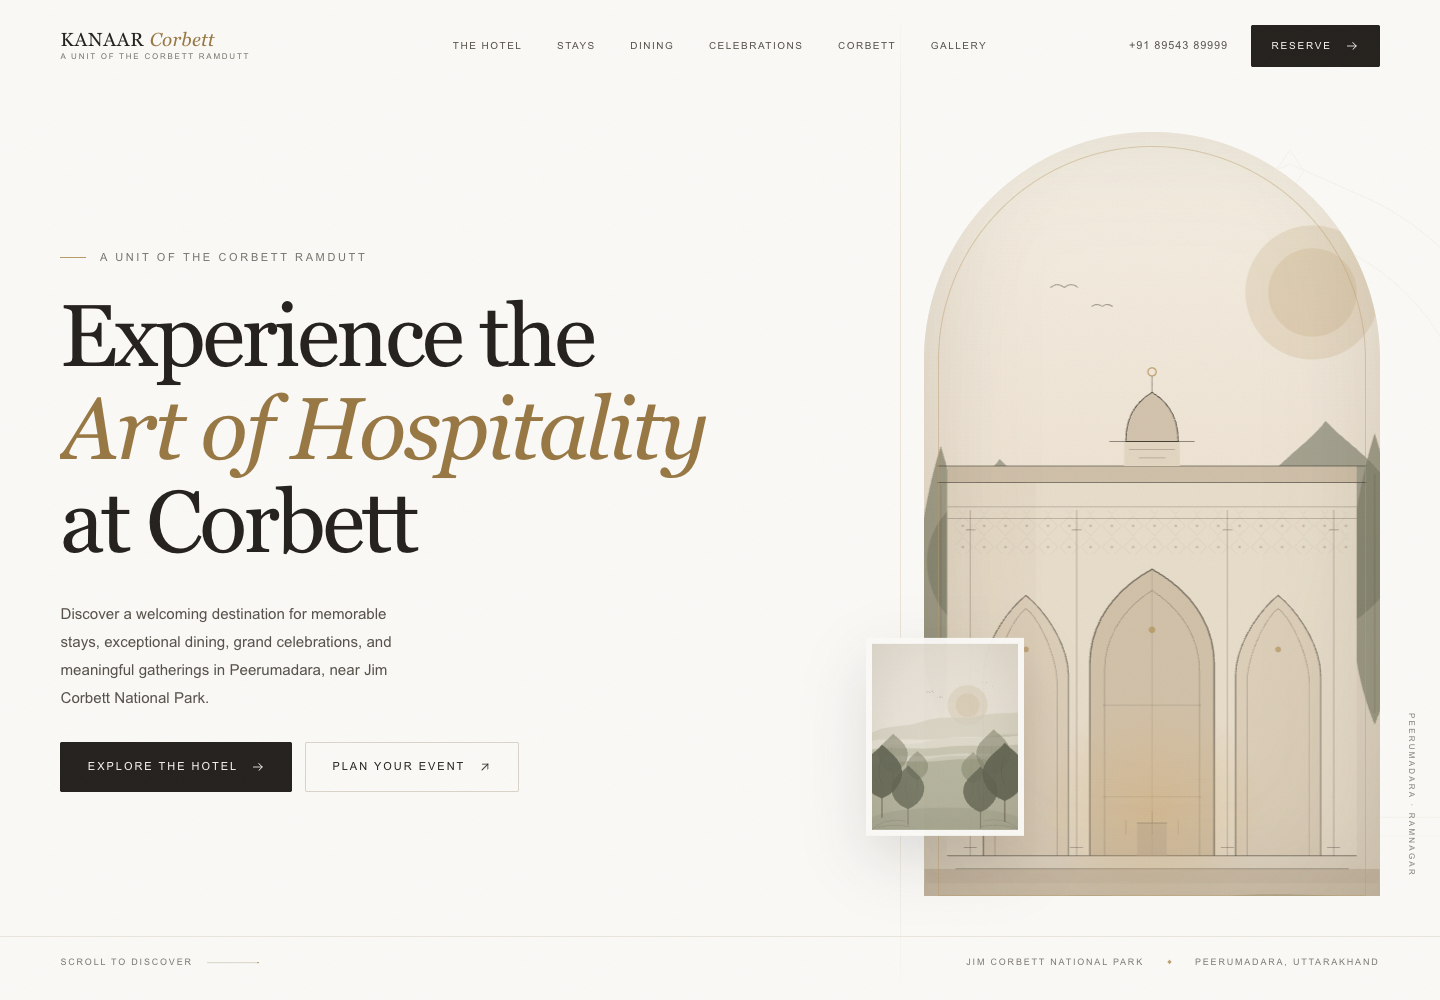 KANAAR Corbett
A UNIT OF THE CORBETT RAMDUTT
THE HOTEL
STAYS
DINING
CELEBRATIONS
CORBETT
GALLERY
+91 89543 89999
RESERVE
A UNIT OF THE CORBETT RAMDUTT
Experience the
Art of Hospitality
at Corbett
Discover a welcoming destination for memorable
stays, exceptional dining, grand celebrations, and
meaningful gatherings in Peerumadara, near Jim
Corbett National Park.
EXPLORE THE HOTEL
PLAN YOUR EVENT
PEERUMADARA · RAMNAGAR
SCROLL TO DISCOVER
JIM CORBETT NATIONAL PARK
PEERUMADARA, UTTARAKHAND